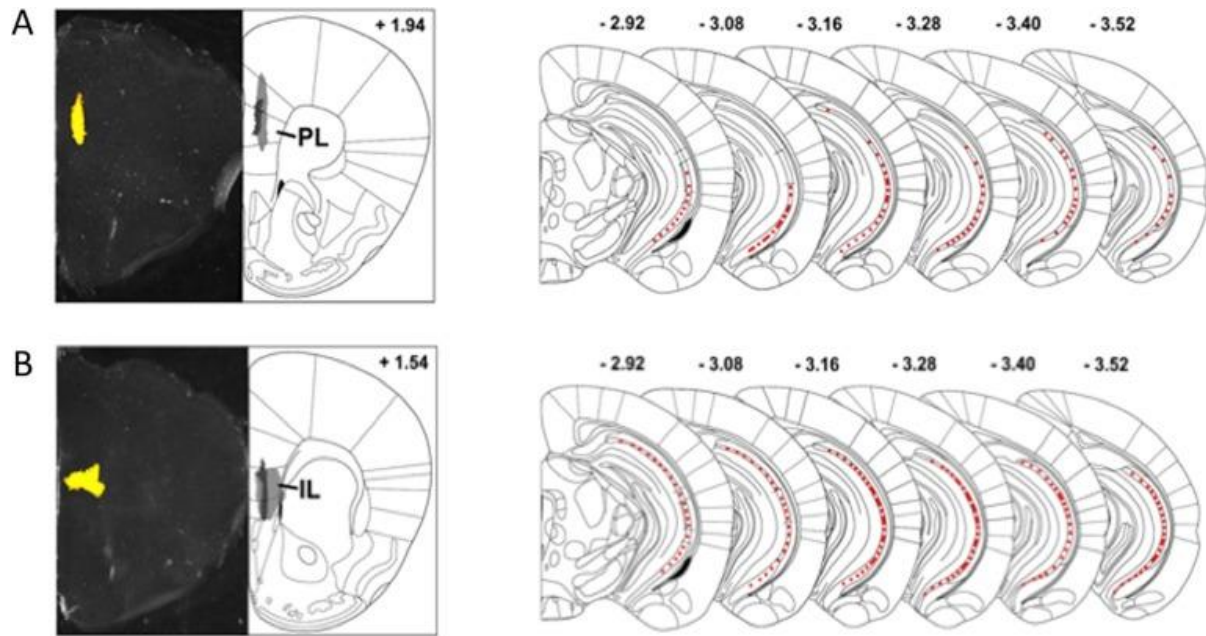 A
+ 1.94
PL
- 2.92 - 3.08 - 3.16 - 3.28 - 3.40 - 3.52
B
+ 1.54
IL
- 2.92 - 3.08 - 3.16 - 3.28 - 3.40 - 3.52